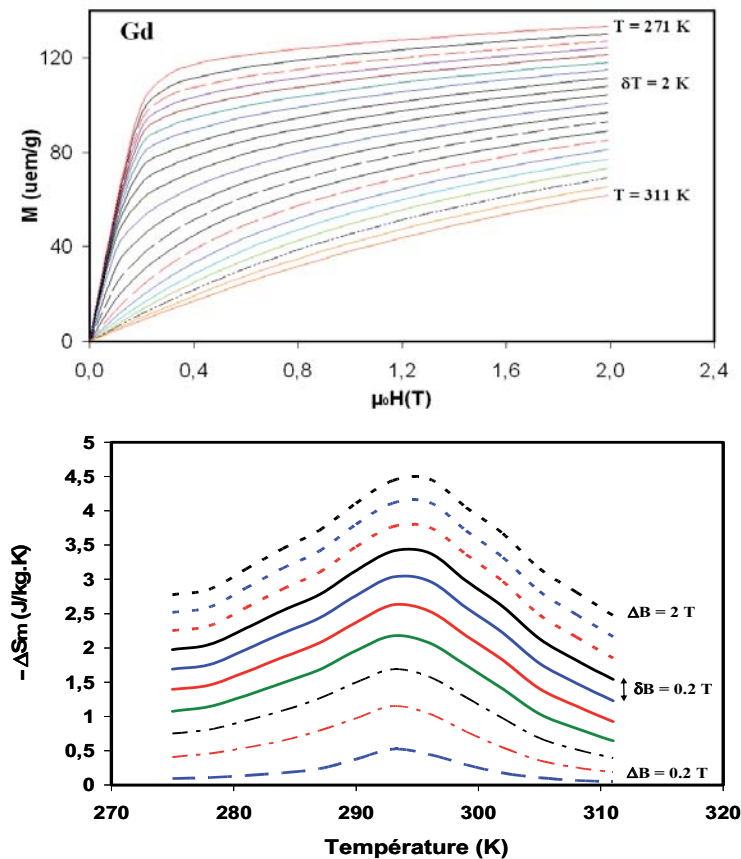 Gd
T = 271 K
δT = 2 K
T = 311 K
M (uem/g)
120
80
40
0
0,0 0,4 0,8 1,2 1,6 2,0 2,4
μ₀H(T)
5
4,5
4
3,5
3
2,5
2
1,5
1
0,5
0
−ΔSm (J/kg.K)
ΔB = 2 T
δB = 0.2 T
ΔB = 0.2 T
270 280 290 300 310 320
Température (K)